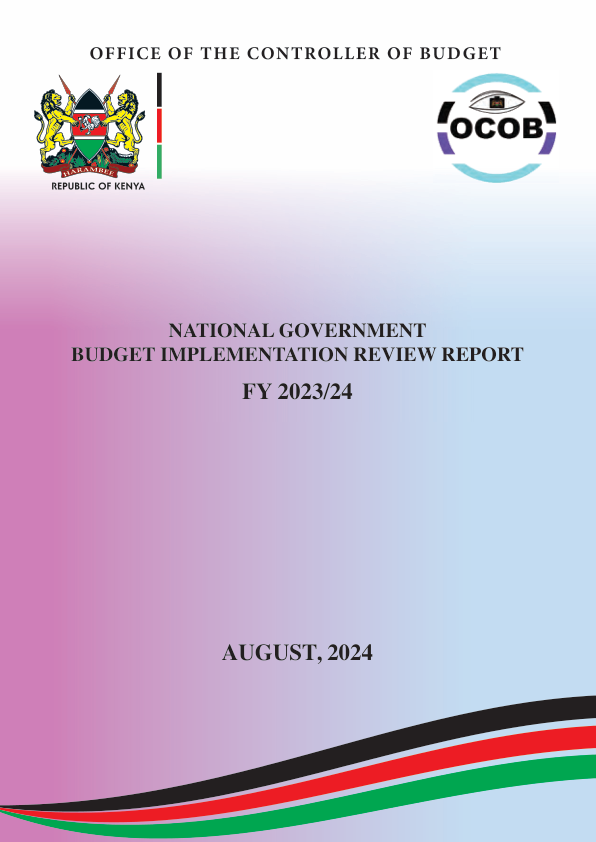 OFFICE OF THE CONTROLLER OF BUDGET
HARAMBEE
REPUBLIC OF KENYA
OCOB
NATIONAL GOVERNMENT
BUDGET IMPLEMENTATION REVIEW REPORT
FY 2023/24
AUGUST, 2024